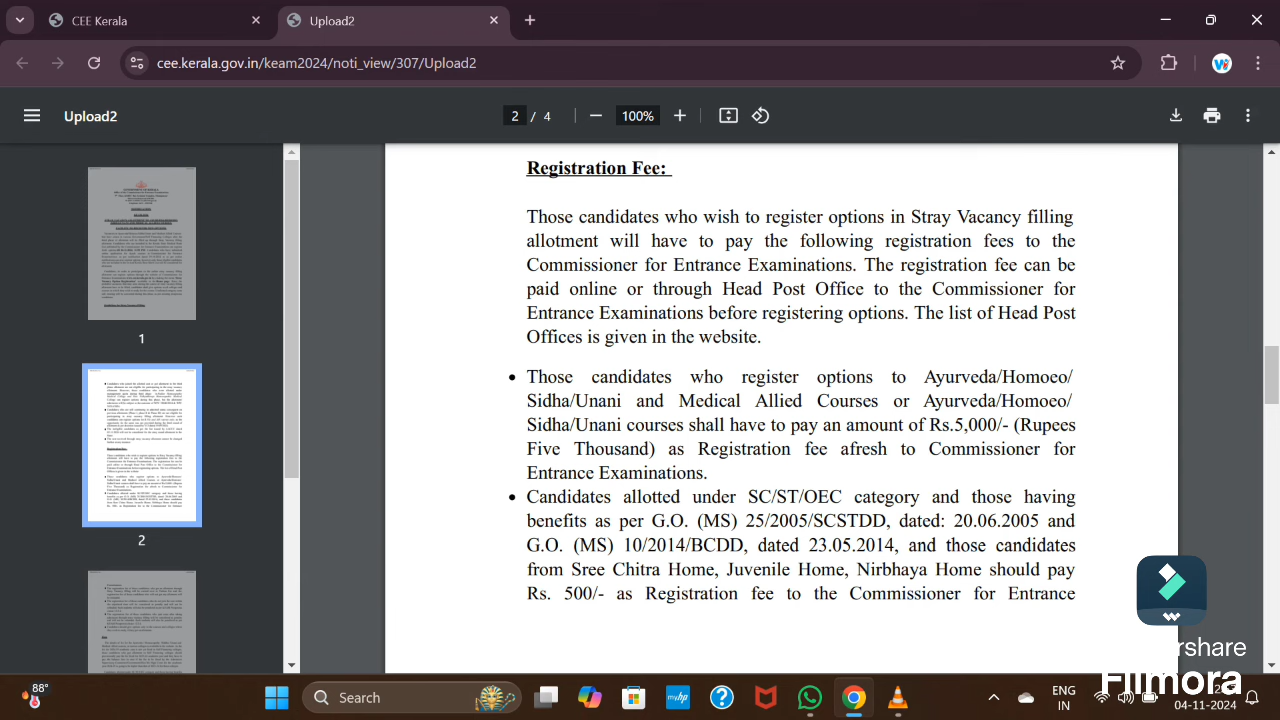 CEE Kerala
Upload2
cee.kerala.gov.in/keam2024/noti_view/307/Upload2
Upload2
2 / 4
100%
Registration Fee:
Those candidates who wish to register options in Stray Vacancy filling
allotment will have to pay the following registration fees to the
Commissioner for Entrance Examinations. The registration fee can be
paid online or through Head Post Office to the Commissioner for
Entrance Examinations before registering options. The list of Head Post
Offices is given in the website.
• Those candidates who register options to Ayurveda/Homoeo/
Siddha/Unani and Medical Allied Courses or Ayurveda/Homoeo/
Siddha/Unani courses shall have to pay an amount of Rs.5,000/- (Rupees
Five Thousand) as Registration fee each to Commissioner for
Entrance Examinations.
• Candidates allotted under SC/ST/OEC category and those having
benefits as per G.O. (MS) 25/2005/SCSTDD, dated: 20.06.2005 and
G.O. (MS) 10/2014/BCDD, dated 23.05.2014, and those candidates
from Sree Chitra Home, Juvenile Home, Nirbhaya Home should pay
Rs. 500/- as Registration fee to the Commissioner for Entrance
1
2
ershare
Filmora
88°
Search
myhp
ENG
IN
04-11-2024